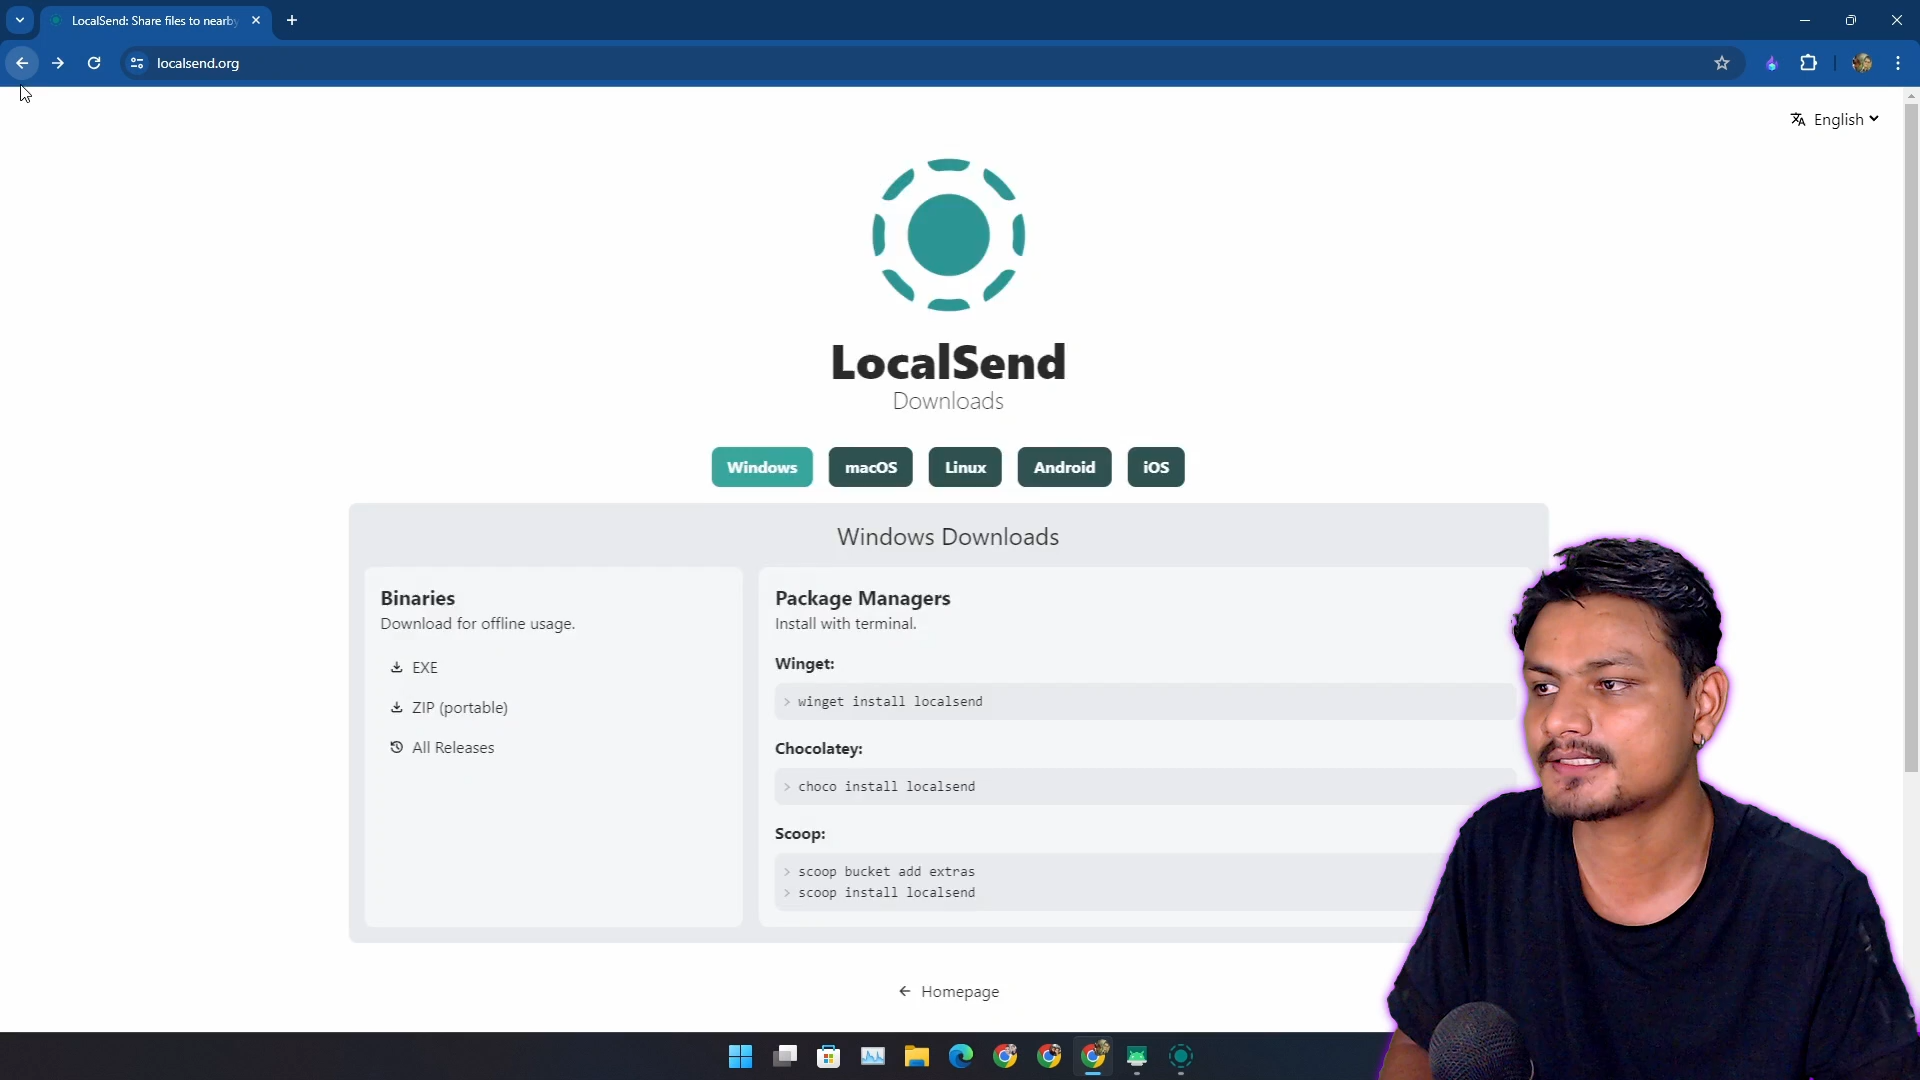 LocalSend: Share files to nearby
localsend.org
English
LocalSend
Downloads
Windows
macOS
Linux
Android
iOS
Windows Downloads
Binaries
Download for offline usage.
EXE
ZIP (portable)
All Releases
Package Managers
Install with terminal.
Winget:
> winget install localsend
Chocolatey:
> choco install localsend
Scoop:
> scoop bucket add extras
> scoop install localsend
← Homepage